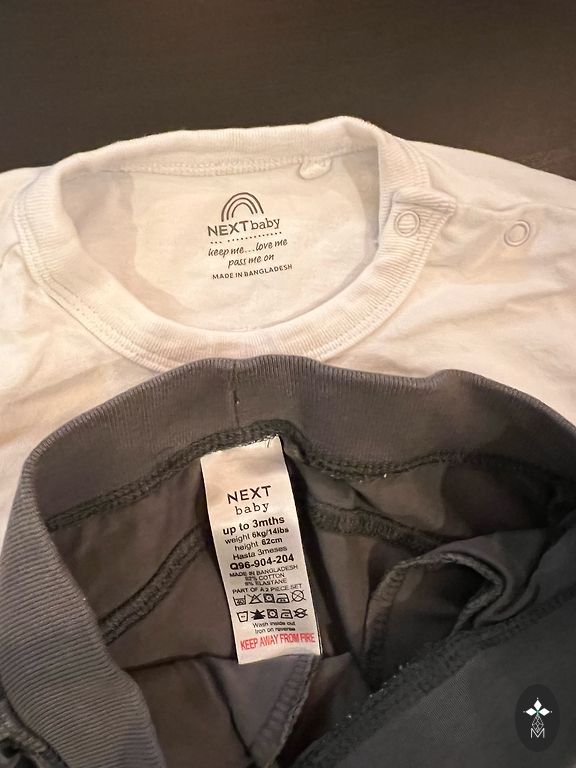 NEXT baby
keep me...love me
pass me on
MADE IN BANGLADESH
NEXT
baby
up to 3mths
weight 6kg/14lbs
height 62cm
Hasta 3meses
Q96-904-204
MADE IN BANGLADESH
92% COTTON
8% ELASTANE
PART OF A 2 PIECE SET
Wash inside out
Iron on reverse
KEEP AWAY FROM FIRE
M